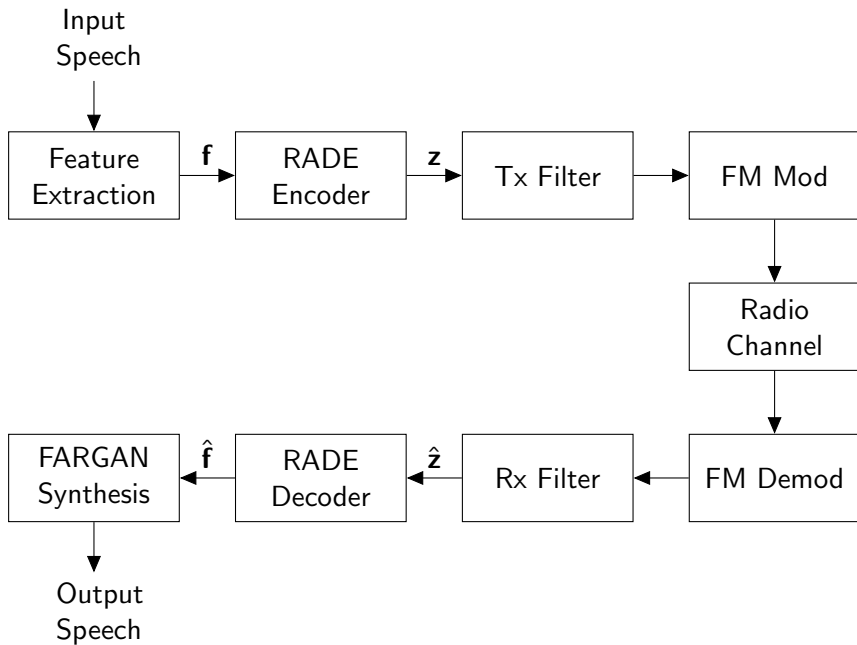 Input
Speech
Feature
Extraction
f
RADE
Encoder
z
Tx Filter
FM Mod
Radio
Channel
FM Demod
Rx Filter
ẑ
RADE
Decoder
f̂
FARGAN
Synthesis
Output
Speech